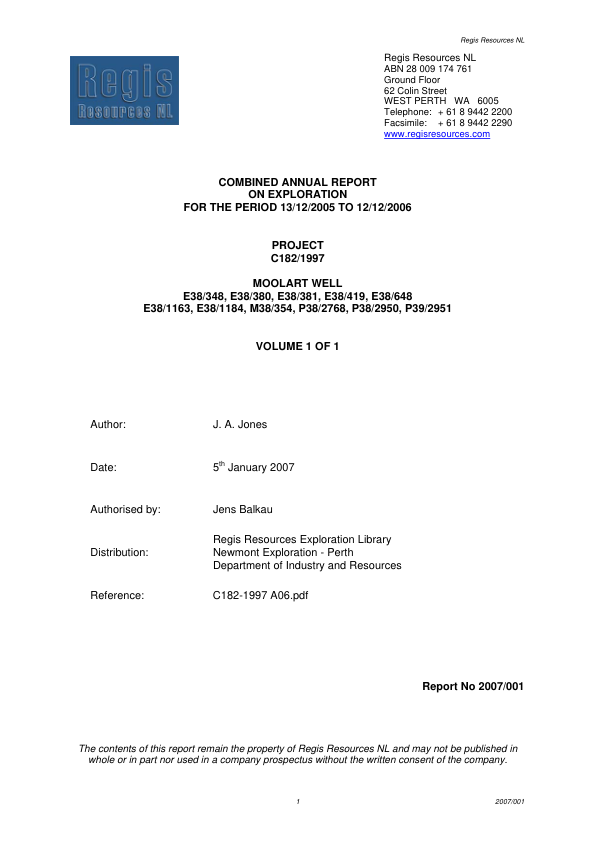 Regis Resources NL
Regis
Resources NL
Regis Resources NL
ABN 28 009 174 761
Ground Floor
62 Colin Street
WEST PERTH WA 6005
Telephone: + 61 8 9442 2200
Facsimile: + 61 8 9442 2290
www.regisresources.com
COMBINED ANNUAL REPORT
ON EXPLORATION
FOR THE PERIOD 13/12/2005 TO 12/12/2006
PROJECT
C182/1997
MOOLART WELL
E38/348, E38/380, E38/381, E38/419, E38/648
E38/1163, E38/1184, M38/354, P38/2768, P38/2950, P39/2951
VOLUME 1 OF 1
Author: J. A. Jones
Date: 5th January 2007
Authorised by: Jens Balkau
Distribution: Regis Resources Exploration Library
Newmont Exploration - Perth
Department of Industry and Resources
Reference: C182-1997 A06.pdf
Report No 2007/001
The contents of this report remain the property of Regis Resources NL and may not be published in
whole or in part nor used in a company prospectus without the written consent of the company.
1 2007/001